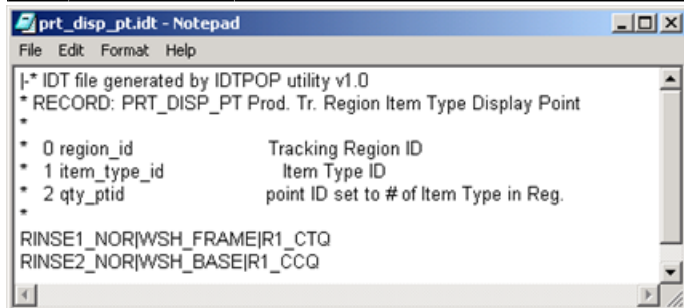 prt_disp_pt.idt - Notepad
File Edit Format Help
|-* IDT file generated by IDTPOP utility v1.0
* RECORD: PRT_DISP_PT Prod. Tr. Region Item Type Display Point
*
* 0 region_id Tracking Region ID
* 1 item_type_id Item Type ID
* 2 qty_ptid point ID set to # of Item Type in Reg.
*
RINSE1_NOR|WSH_FRAME|R1_CTQ
RINSE2_NOR|WSH_BASE|R1_CCQ